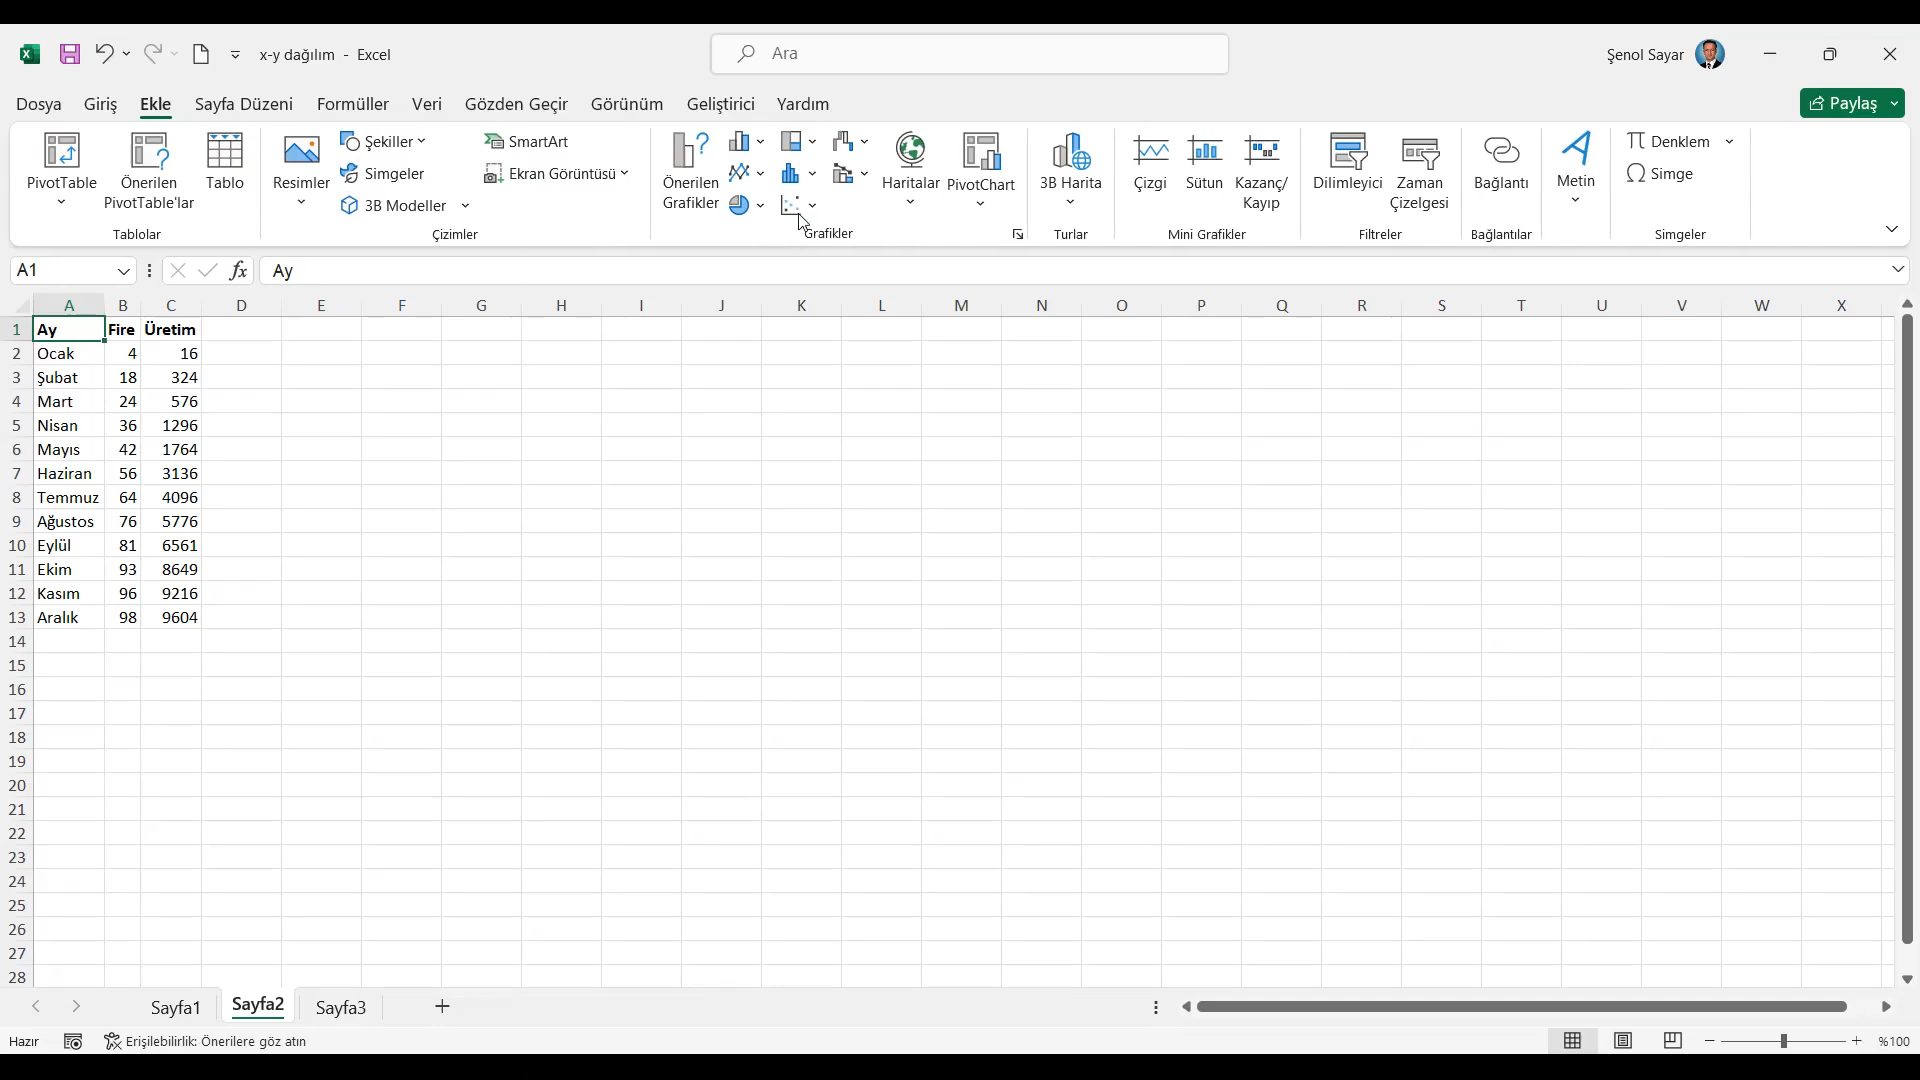 x-y dağılım - Excel
Ara
Şenol Sayar
Dosya Giriş Ekle Sayfa Düzeni Formüller Veri Gözden Geçir Görünüm Geliştirici Yardım
Paylaş
PivotTable
Önerilen
PivotTable'lar
Tablo
Tablolar
Resimler
Şekiller
Simgeler
3B Modeller
SmartArt
Ekran Görüntüsü
Çizimler
Önerilen
Grafikler
Haritalar
PivotChart
Grafikler
3B Harita
Turlar
Çizgi
Sütun
Kazanç/
Kayıp
Mini Grafikler
Dilimleyici
Zaman
Çizelgesi
Filtreler
Bağlantı
Bağlantılar
Metin
Denklem
Simge
Simgeler
A1
fx
Ay
A B C D E F G H I J K L M N O P Q R S T U V W X
1 Ay Fire Üretim
2 Ocak 4 16
3 Şubat 18 324
4 Mart 24 576
5 Nisan 36 1296
6 Mayıs 42 1764
7 Haziran 56 3136
8 Temmuz 64 4096
9 Ağustos 76 5776
10 Eylül 81 6561
11 Ekim 93 8649
12 Kasım 96 9216
13 Aralık 98 9604
14
15
16
17
18
19
20
21
22
23
24
25
26
27
28
Sayfa1 Sayfa2 Sayfa3
Hazır
Erişilebilirlik: Önerilere göz atın
%100